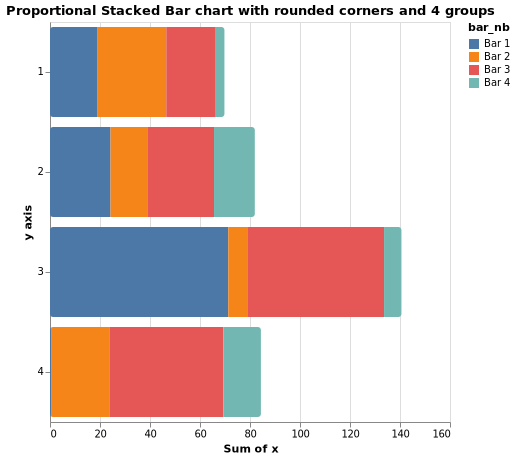 Proportional Stacked Bar chart with rounded corners and 4 groups
bar_nb
Bar 1
Bar 2
Bar 3
Bar 4
y axis
1
2
3
4
0 20 40 60 80 100 120 140 160
Sum of x